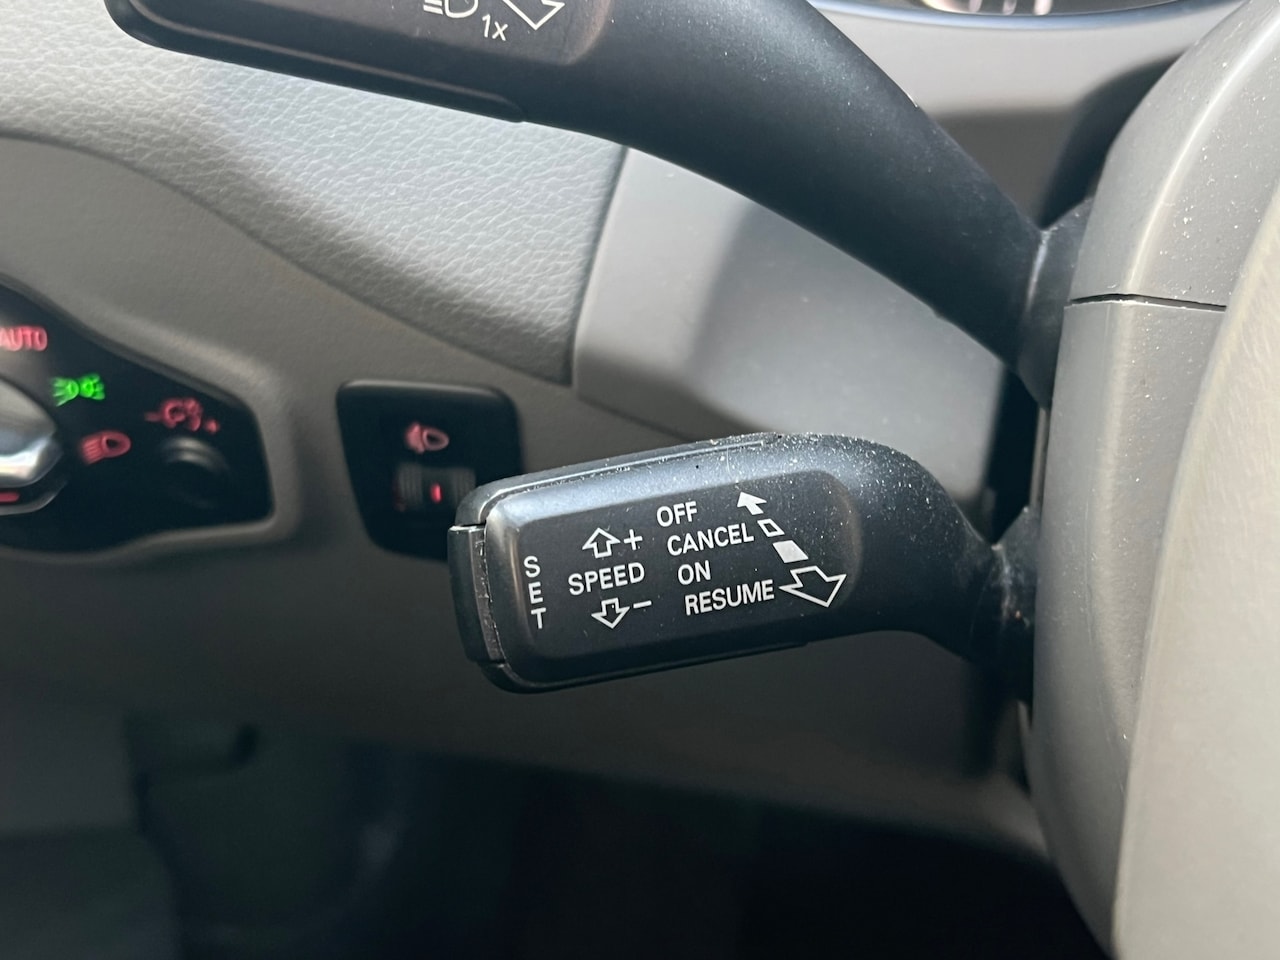 1x
AUTO
OFF
+
CANCEL
SET
SPEED
ON
−
RESUME
- +